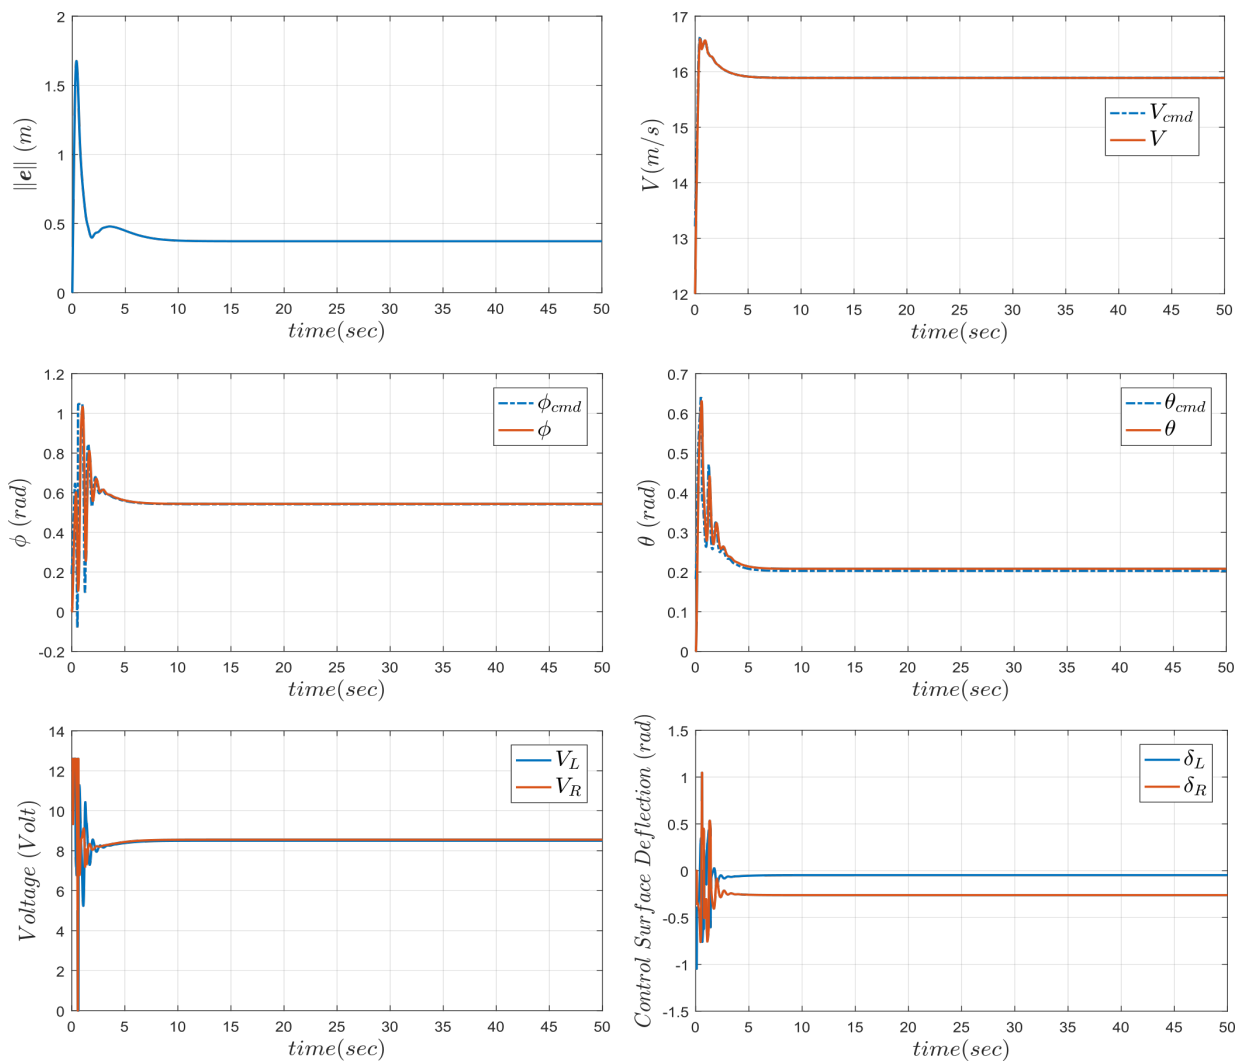 2
1.5
1
0.5
0
0 5 10 15 20 25 30 35 40 45 50
||e|| (m)
time(sec)
17
16
15
14
13
12
0 5 10 15 20 25 30 35 40 45 50
V(m/s)
time(sec)
V_cmd
V
1.2
1
0.8
0.6
0.4
0.2
0
-0.2
0 5 10 15 20 25 30 35 40 45 50
ϕ (rad)
time(sec)
ϕ_cmd
ϕ
0.7
0.6
0.5
0.4
0.3
0.2
0.1
0
0 5 10 15 20 25 30 35 40 45 50
θ (rad)
time(sec)
θ_cmd
θ
14
12
10
8
6
4
2
0
0 5 10 15 20 25 30 35 40 45 50
Voltage (Volt)
time(sec)
V_L
V_R
1.5
1
0.5
0
-0.5
-1
-1.5
0 5 10 15 20 25 30 35 40 45 50
Control Surface Deflection (rad)
time(sec)
δ_L
δ_R